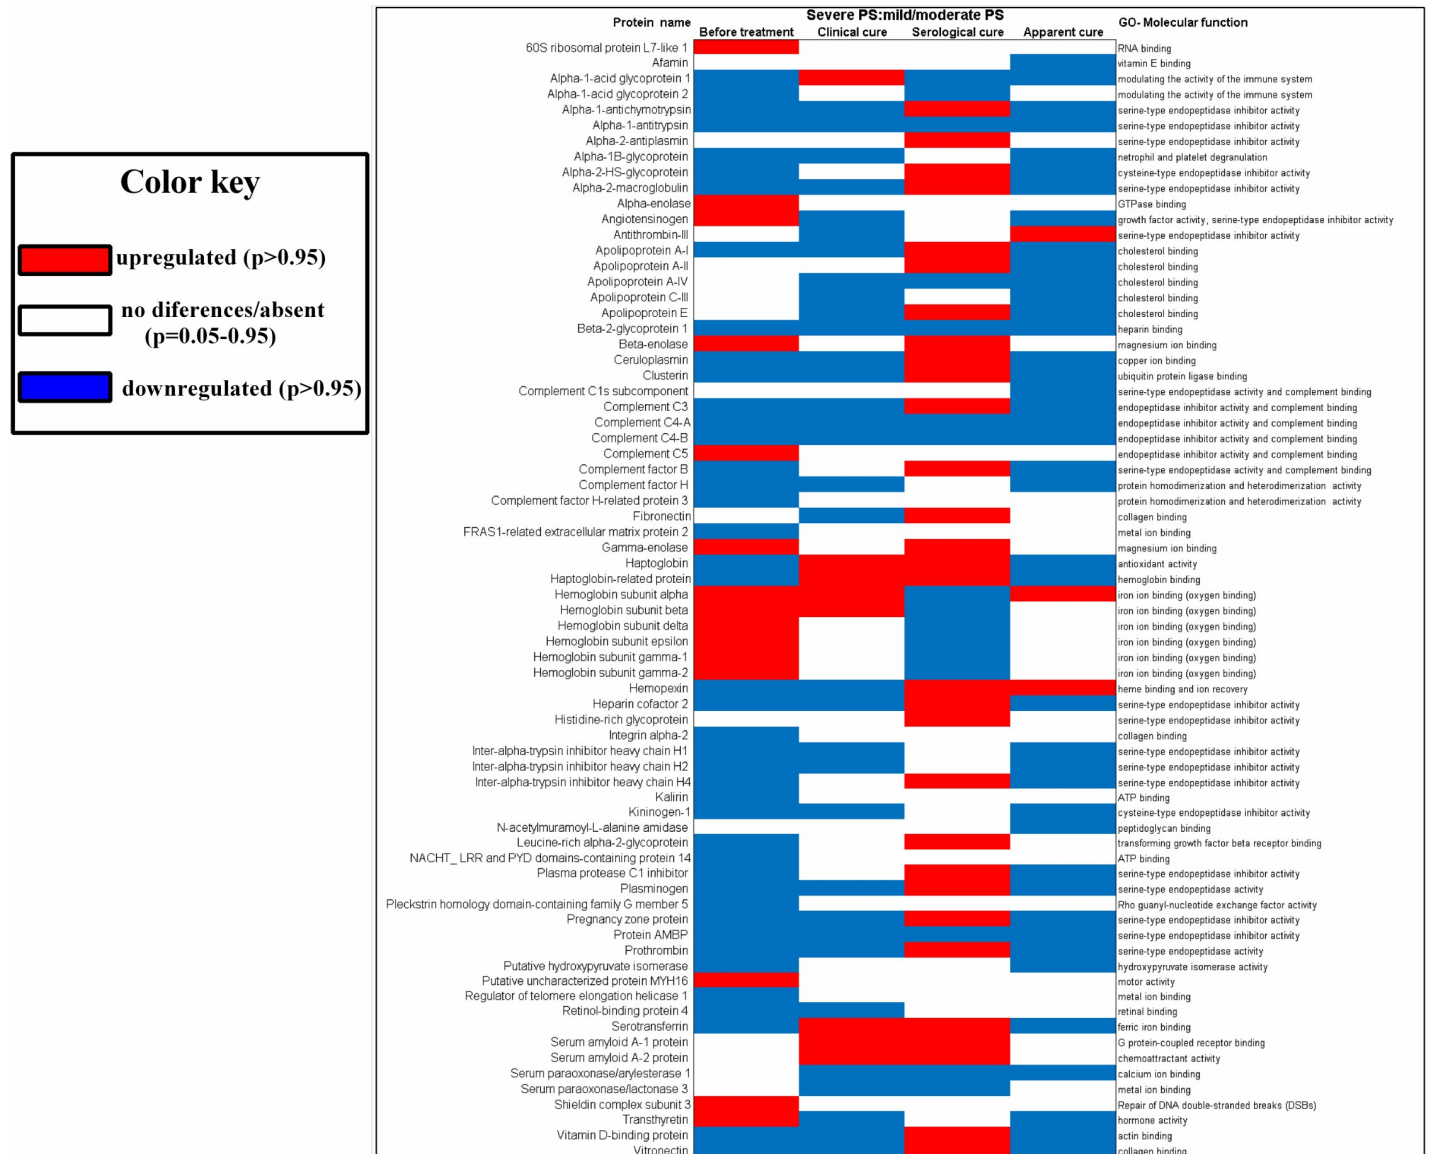 Color key
upregulated (p>0.95)
no diferences/absent
(p=0.05-0.95)
downregulated (p>0.95)
Severe PS:mild/moderate PS
Protein name Before treatment Clinical cure Serological cure Apparent cure GO- Molecular function
60S ribosomal protein L7-like 1 RNA binding
Afamin vitamin E binding
Alpha-1-acid glycoprotein 1 modulating the activity of the immune system
Alpha-1-acid glycoprotein 2 modulating the activity of the immune system
Alpha-1-antichymotrypsin serine-type endopeptidase inhibitor activity
Alpha-1-antitrypsin serine-type endopeptidase inhibitor activity
Alpha-2-antiplasmin serine-type endopeptidase inhibitor activity
Alpha-1B-glycoprotein netrophil and platelet degranulation
Alpha-2-HS-glycoprotein cysteine-type endopeptidase inhibitor activity
Alpha-2-macroglobulin serine-type endopeptidase inhibitor activity
Alpha-enolase GTPase binding
Angiotensinogen growth factor activity, serine-type endopeptidase inhibitor activity
Antithrombin-III serine-type endopeptidase inhibitor activity
Apolipoprotein A-I cholesterol binding
Apolipoprotein A-II cholesterol binding
Apolipoprotein A-IV cholesterol binding
Apolipoprotein C-III cholesterol binding
Apolipoprotein E cholesterol binding
Beta-2-glycoprotein 1 heparin binding
Beta-enolase magnesium ion binding
Ceruloplasmin copper ion binding
Clusterin ubiquitin protein ligase binding
Complement C1s subcomponent serine-type endopeptidase activity and complement binding
Complement C3 endopeptidase inhibitor activity and complement binding
Complement C4-A endopeptidase inhibitor activity and complement binding
Complement C4-B endopeptidase inhibitor activity and complement binding
Complement C5 endopeptidase inhibitor activity and complement binding
Complement factor B serine-type endopeptidase activity and complement binding
Complement factor H protein homodimerization and heterodimerization activity
Complement factor H-related protein 3 protein homodimerization and heterodimerization activity
Fibronectin collagen binding
FRAS1-related extracellular matrix protein 2 metal ion binding
Gamma-enolase magnesium ion binding
Haptoglobin antioxidant activity
Haptoglobin-related protein hemoglobin binding
Hemoglobin subunit alpha iron ion binding (oxygen binding)
Hemoglobin subunit beta iron ion binding (oxygen binding)
Hemoglobin subunit delta iron ion binding (oxygen binding)
Hemoglobin subunit epsilon iron ion binding (oxygen binding)
Hemoglobin subunit gamma-1 iron ion binding (oxygen binding)
Hemoglobin subunit gamma-2 iron ion binding (oxygen binding)
Hemopexin heme binding and ion recovery
Heparin cofactor 2 serine-type endopeptidase inhibitor activity
Histidine-rich glycoprotein serine-type endopeptidase inhibitor activity
Integrin alpha-2 collagen binding
Inter-alpha-trypsin inhibitor heavy chain H1 serine-type endopeptidase inhibitor activity
Inter-alpha-trypsin inhibitor heavy chain H2 serine-type endopeptidase inhibitor activity
Inter-alpha-trypsin inhibitor heavy chain H4 serine-type endopeptidase inhibitor activity
Kalirin ATP binding
Kininogen-1 cysteine-type endopeptidase inhibitor activity
N-acetylmuramoyl-L-alanine amidase peptidoglycan binding
Leucine-rich alpha-2-glycoprotein transforming growth factor beta receptor binding
NACHT_ LRR and PYD domains-containing protein 14 ATP binding
Plasma protease C1 inhibitor serine-type endopeptidase inhibitor activity
Plasminogen serine-type endopeptidase activity
Pleckstrin homology domain-containing family G member 5 Rho guanyl-nucleotide exchange factor activity
Pregnancy zone protein serine-type endopeptidase inhibitor activity
Protein AMBP serine-type endopeptidase inhibitor activity
Prothrombin serine-type endopeptidase activity
Putative hydroxypyruvate isomerase hydroxypyruvate isomerase activity
Putative uncharacterized protein MYH16 motor activity
Regulator of telomere elongation helicase 1 metal ion binding
Retinol-binding protein 4 retinal binding
Serotransferrin ferric iron binding
Serum amyloid A-1 protein G protein-coupled receptor binding
Serum amyloid A-2 protein chemoattractant activity
Serum paraoxonase/arylesterase 1 calcium ion binding
Serum paraoxonase/lactonase 3 metal ion binding
Shieldin complex subunit 3 Repair of DNA double-stranded breaks (DSBs)
Transthyretin hormone activity
Vitamin D-binding protein actin binding
Vitronectin collagen binding